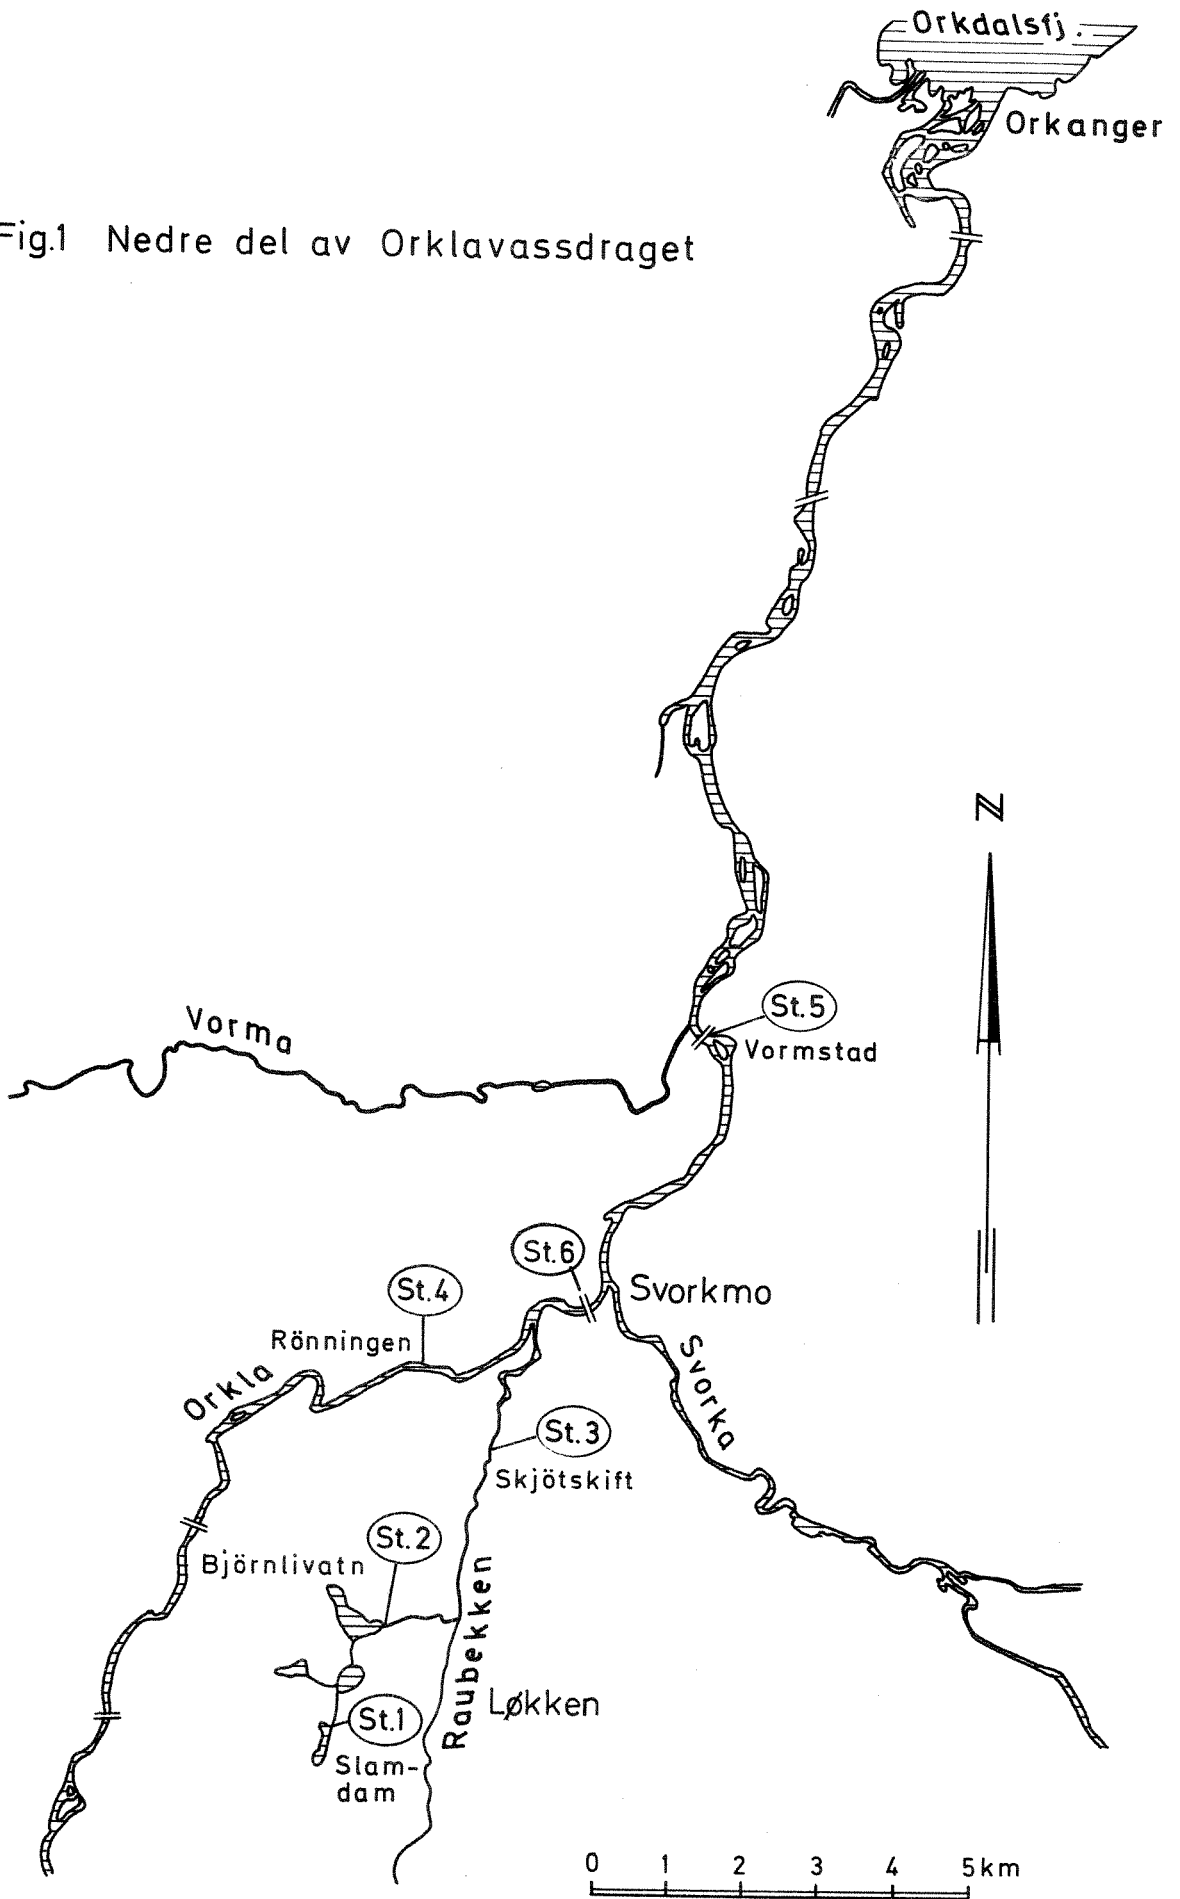 Orkdalsfj.
Orkanger
Fig.1 Nedre del av Orklavassdraget
N
Vorma
St.5
Vormstad
St.6
St.4
Svorkmo
Rönningen
Svorka
Orkla
St.3
Skjötskift
St.2
Björnlivatn
Raubekken
Løkken
St.1
Slam-
dam
0 1 2 3 4 5km